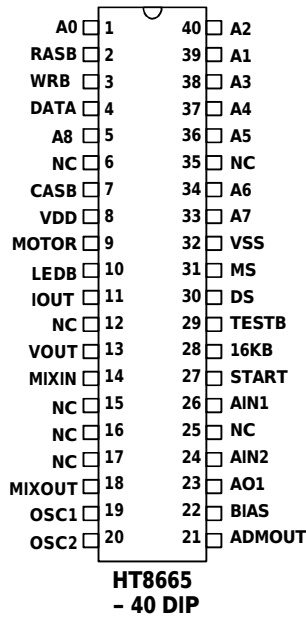 A0 1 40 A2
RASB 2 39 A1
WRB 3 38 A3
DATA 4 37 A4
A8 5 36 A5
NC 6 35 NC
CASB 7 34 A6
VDD 8 33 A7
MOTOR 9 32 VSS
LEDB 10 31 MS
IOUT 11 30 DS
NC 12 29 TESTB
VOUT 13 28 16KB
MIXIN 14 27 START
NC 15 26 AIN1
NC 16 25 NC
NC 17 24 AIN2
MIXOUT 18 23 AO1
OSC1 19 22 BIAS
OSC2 20 21 ADMOUT
HT8665
– 40 DIP